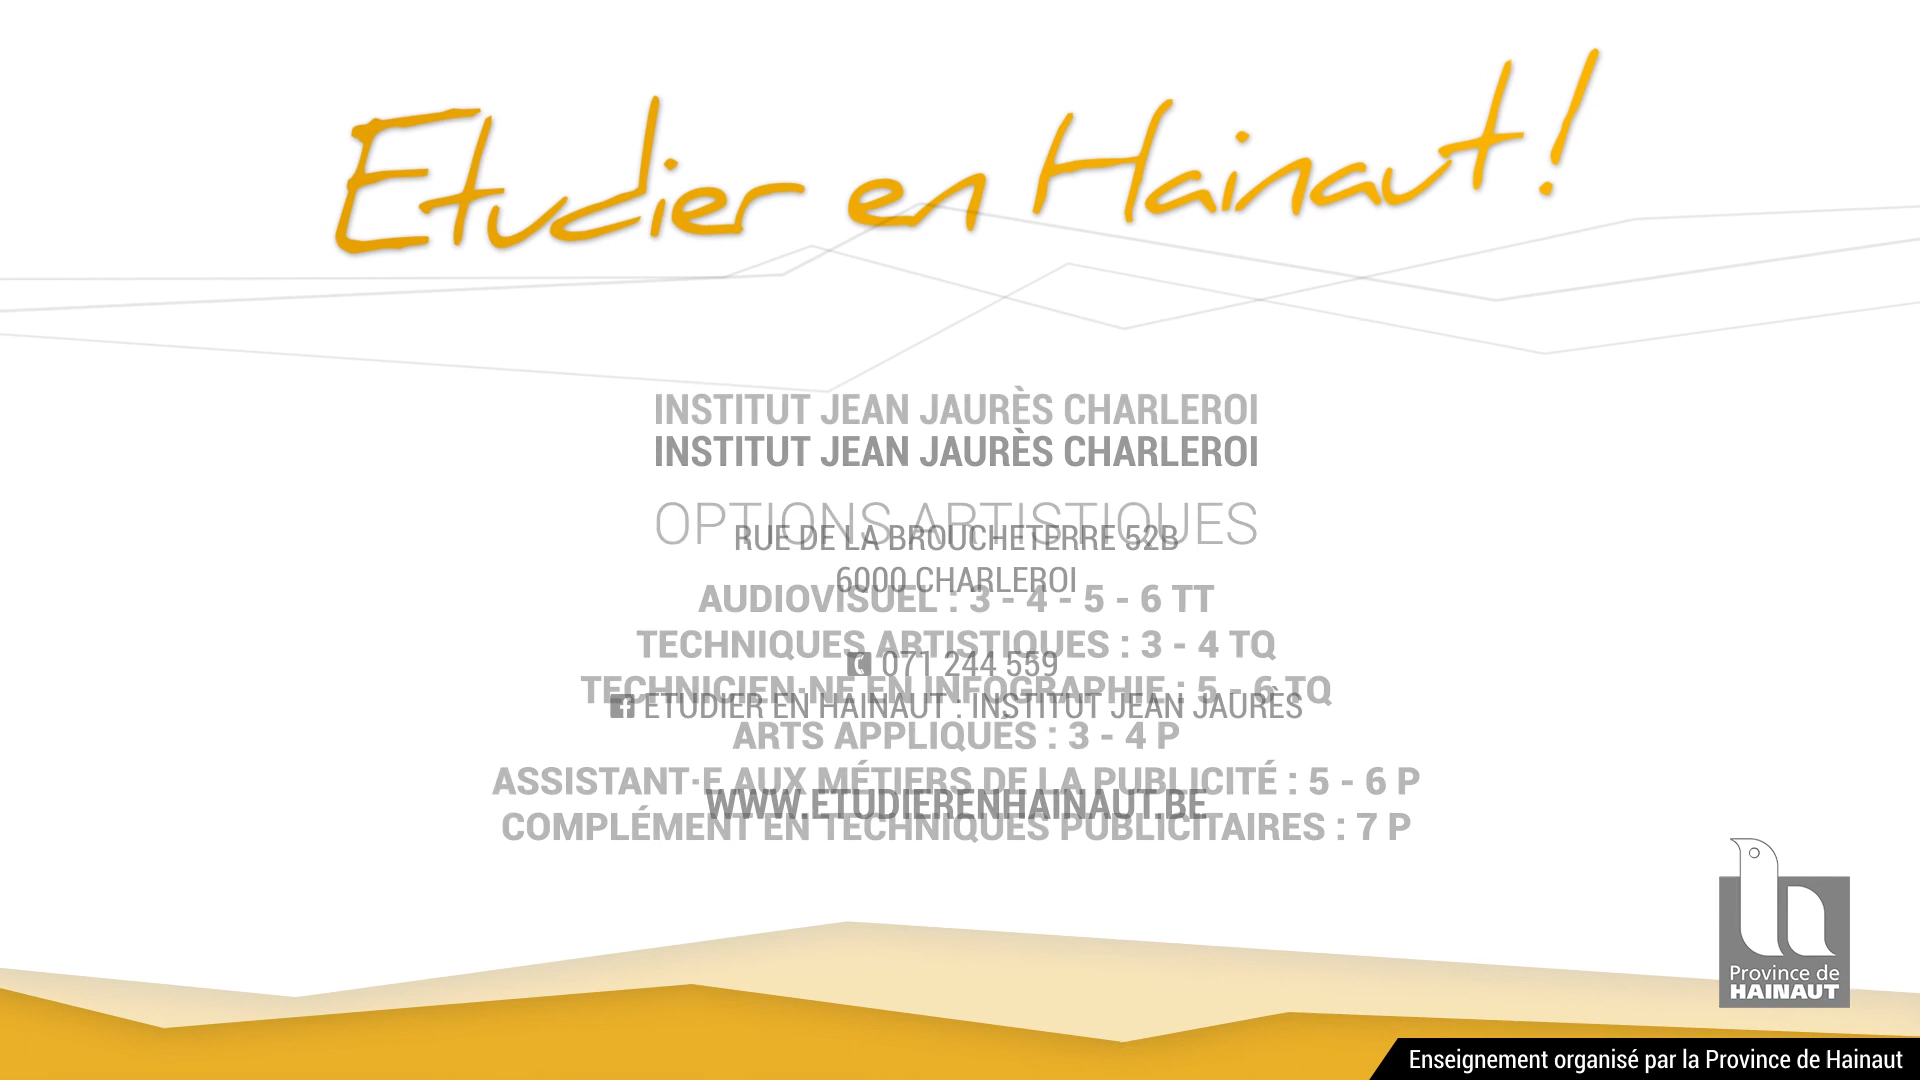 Etudier en Hainaut !
INSTITUT JEAN JAURÈS CHARLEROI
INSTITUT JEAN JAURÈS CHARLEROI
OPTIONS ARTISTIQUES
RUE DE LA BROUCHETERRE 52B
6000 CHARLEROI
AUDIOVISUEL : 3 - 4 - 5 - 6 TT
TECHNIQUES ARTISTIQUES : 3 - 4 TQ
071 244 559
TECHNICIEN·NE EN INFOGRAPHIE : 5 - 6 TQ
ETUDIER EN HAINAUT : INSTITUT JEAN JAURÈS
ARTS APPLIQUÉS : 3 - 4 P
ASSISTANT·E AUX MÉTIERS DE LA PUBLICITÉ : 5 - 6 P
WWW.ETUDIERENHAINAUT.BE
COMPLÉMENT EN TECHNIQUES PUBLICITAIRES : 7 P
Province de
HAINAUT
Enseignement organisé par la Province de Hainaut